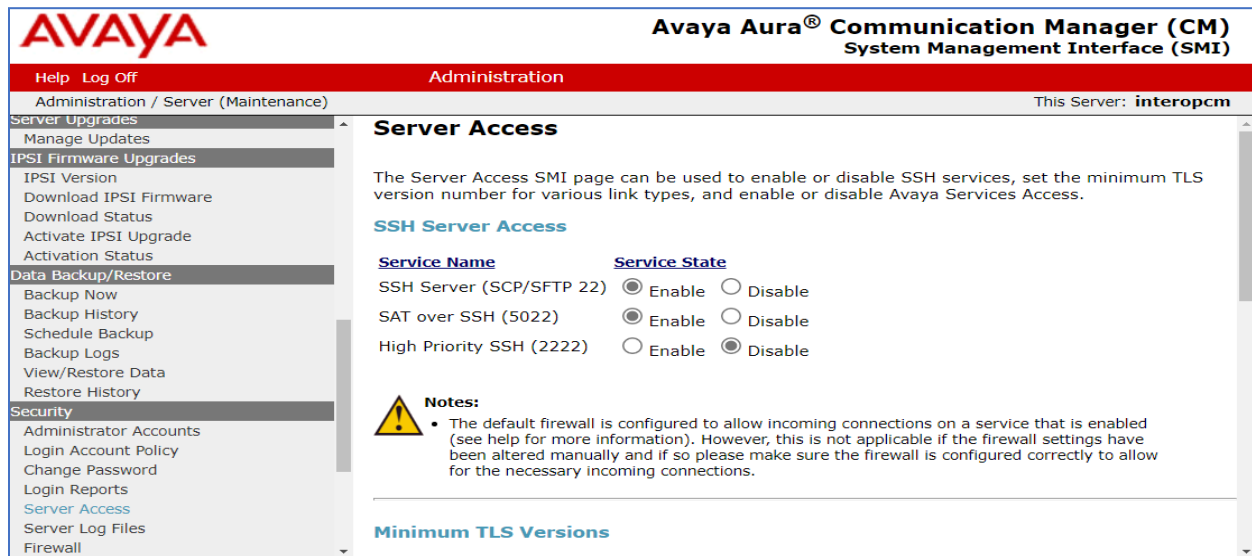 AVAYA
Avaya Aura® Communication Manager (CM)
System Management Interface (SMI)
Help Log Off
Administration
Administration / Server (Maintenance)
This Server: interopcm
Server Upgrades
Manage Updates
IPSI Firmware Upgrades
IPSI Version
Download IPSI Firmware
Download Status
Activate IPSI Upgrade
Activation Status
Data Backup/Restore
Backup Now
Backup History
Schedule Backup
Backup Logs
View/Restore Data
Restore History
Security
Administrator Accounts
Login Account Policy
Change Password
Login Reports
Server Access
Server Log Files
Firewall
Server Access
The Server Access SMI page can be used to enable or disable SSH services, set the minimum TLS
version number for various link types, and enable or disable Avaya Services Access.
SSH Server Access
Service Name Service State
SSH Server (SCP/SFTP 22) Enable Disable
SAT over SSH (5022) Enable Disable
High Priority SSH (2222) Enable Disable
Notes:
• The default firewall is configured to allow incoming connections on a service that is enabled
(see help for more information). However, this is not applicable if the firewall settings have
been altered manually and if so please make sure the firewall is configured correctly to allow
for the necessary incoming connections.
Minimum TLS Versions